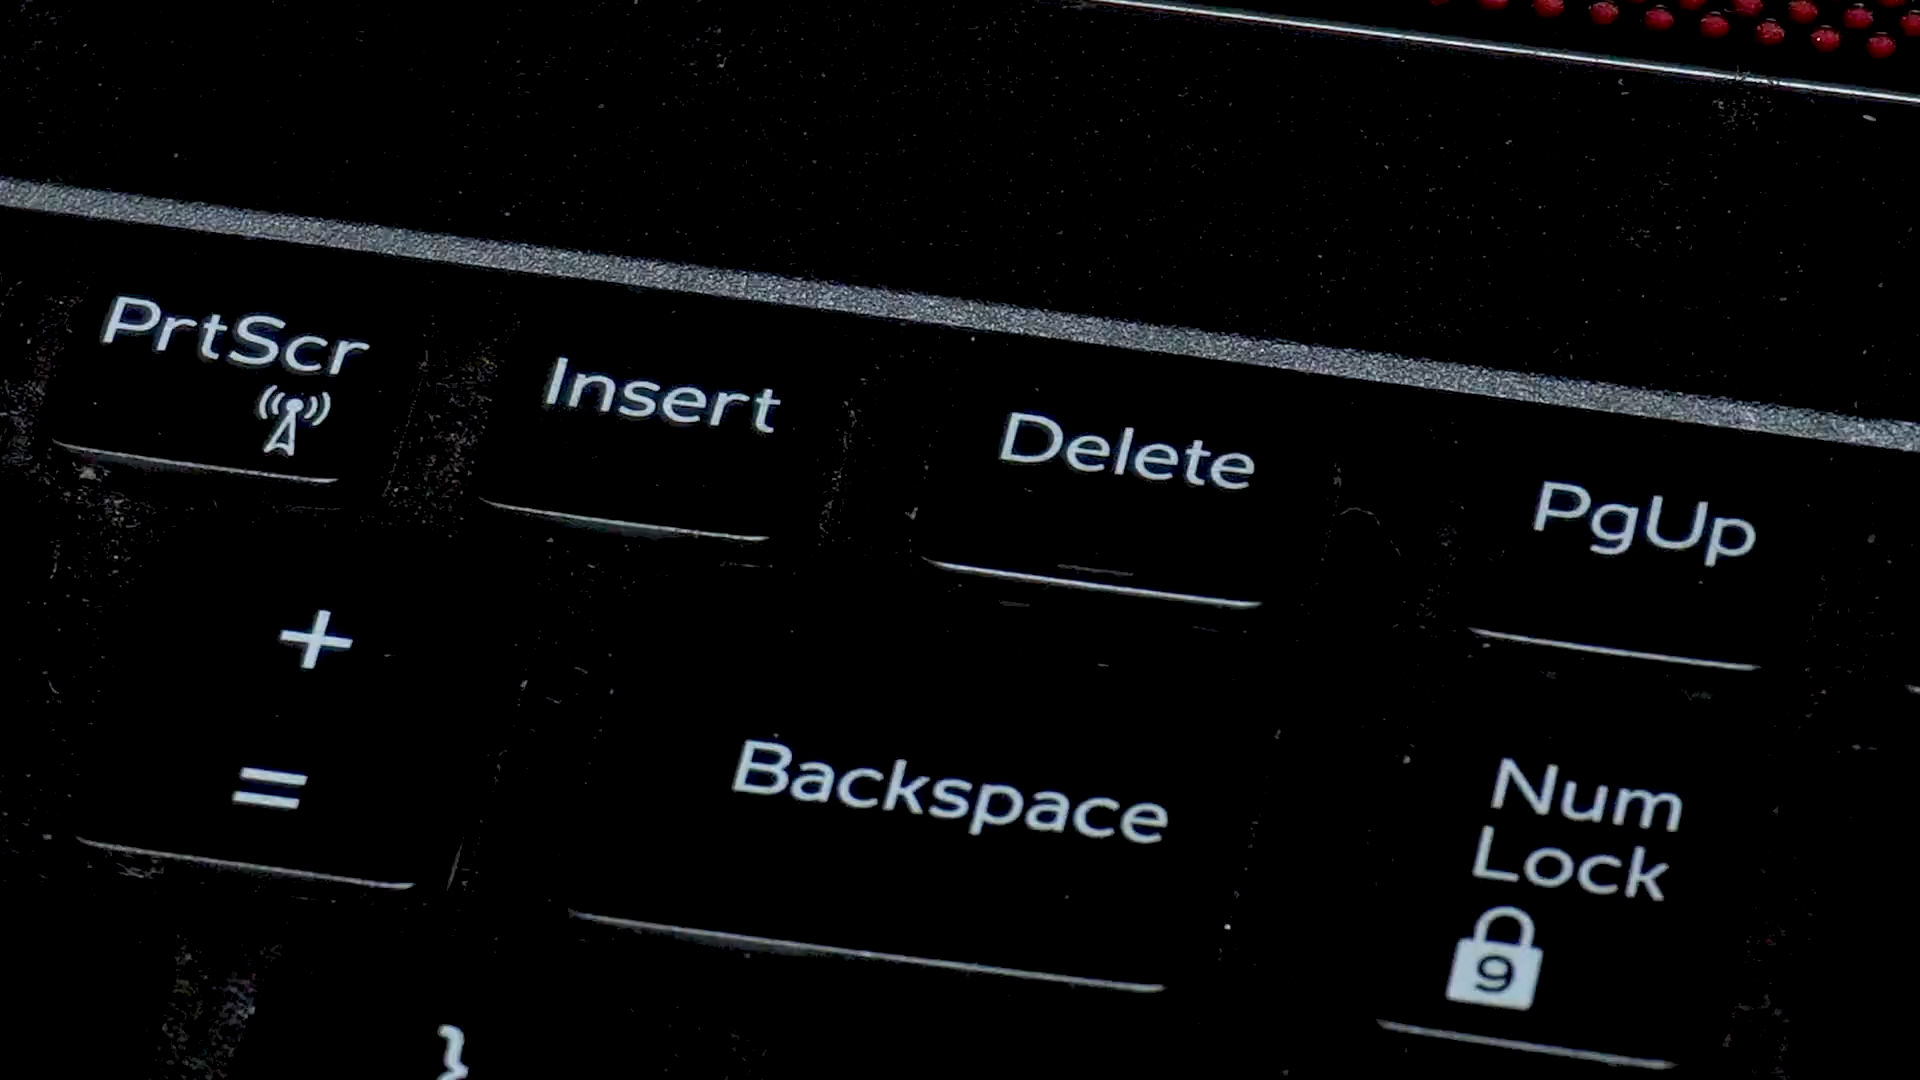 PrtScr
Insert
Delete
PgUp
+
=
Backspace
Num
Lock
9
}